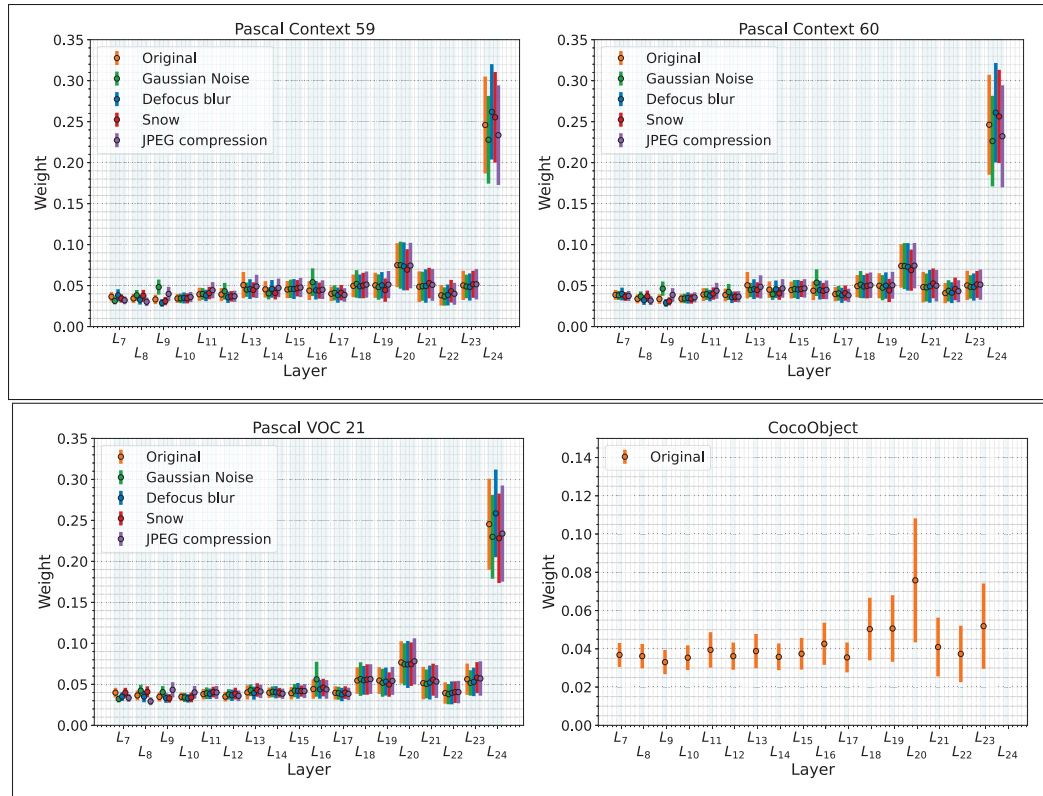 Pascal Context 59
0.35
0.30
0.25
0.20
0.15
0.10
0.05
0.00
Weight
Original
Gaussian Noise
Defocus blur
Snow
JPEG compression
L7 L8 L9 L10 L11 L12 L13 L14 L15 L16 L17 L18 L19 L20 L21 L22 L23 L24
Layer
Pascal Context 60
0.35
0.30
0.25
0.20
0.15
0.10
0.05
0.00
Weight
Original
Gaussian Noise
Defocus blur
Snow
JPEG compression
L7 L8 L9 L10 L11 L12 L13 L14 L15 L16 L17 L18 L19 L20 L21 L22 L23 L24
Layer
Pascal VOC 21
0.35
0.30
0.25
0.20
0.15
0.10
0.05
0.00
Weight
Original
Gaussian Noise
Defocus blur
Snow
JPEG compression
L7 L8 L9 L10 L11 L12 L13 L14 L15 L16 L17 L18 L19 L20 L21 L22 L23 L24
Layer
CocoObject
0.14
0.12
0.10
0.08
0.06
0.04
0.02
0.00
Weight
Original
L7 L8 L9 L10 L11 L12 L13 L14 L15 L16 L17 L18 L19 L20 L21 L22 L23 L24
Layer